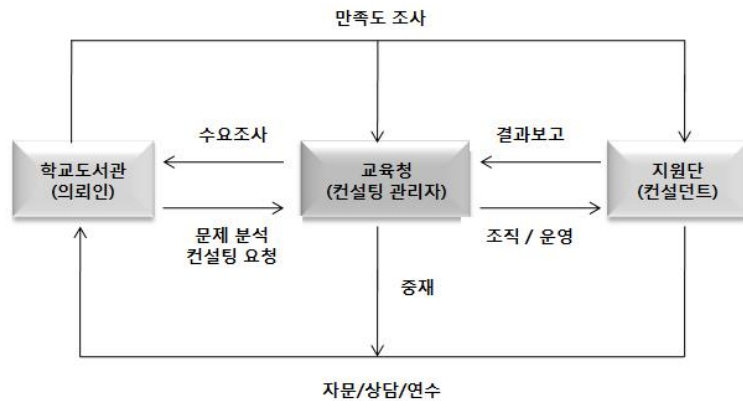 만족도 조사
수요조사
결과보고
학교도서관
(의뢰인)
교육청
(컨설팅 관리자)
지원단
(컨설던트)
문제 분석
컨설팅 요청
조직 / 운영
중재
자문/상담/연수